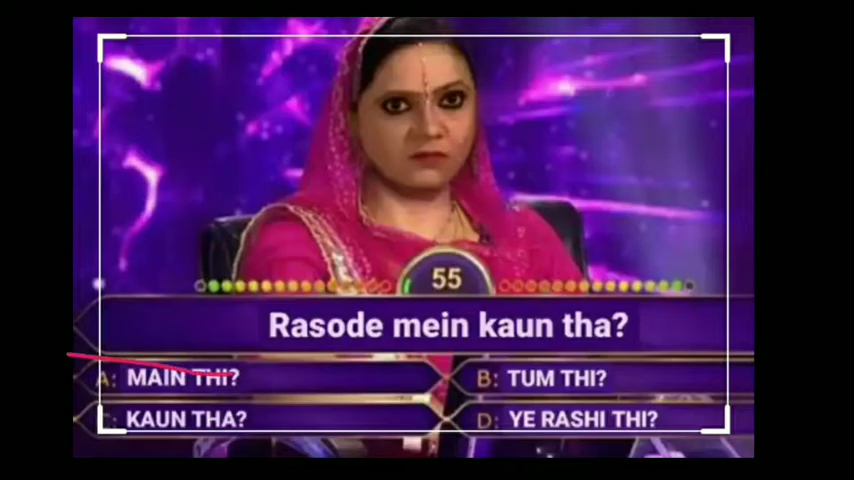 55
Rasode mein kaun tha?
A: MAIN THI?
B: TUM THI?
C: KAUN THA?
D: YE RASHI THI?